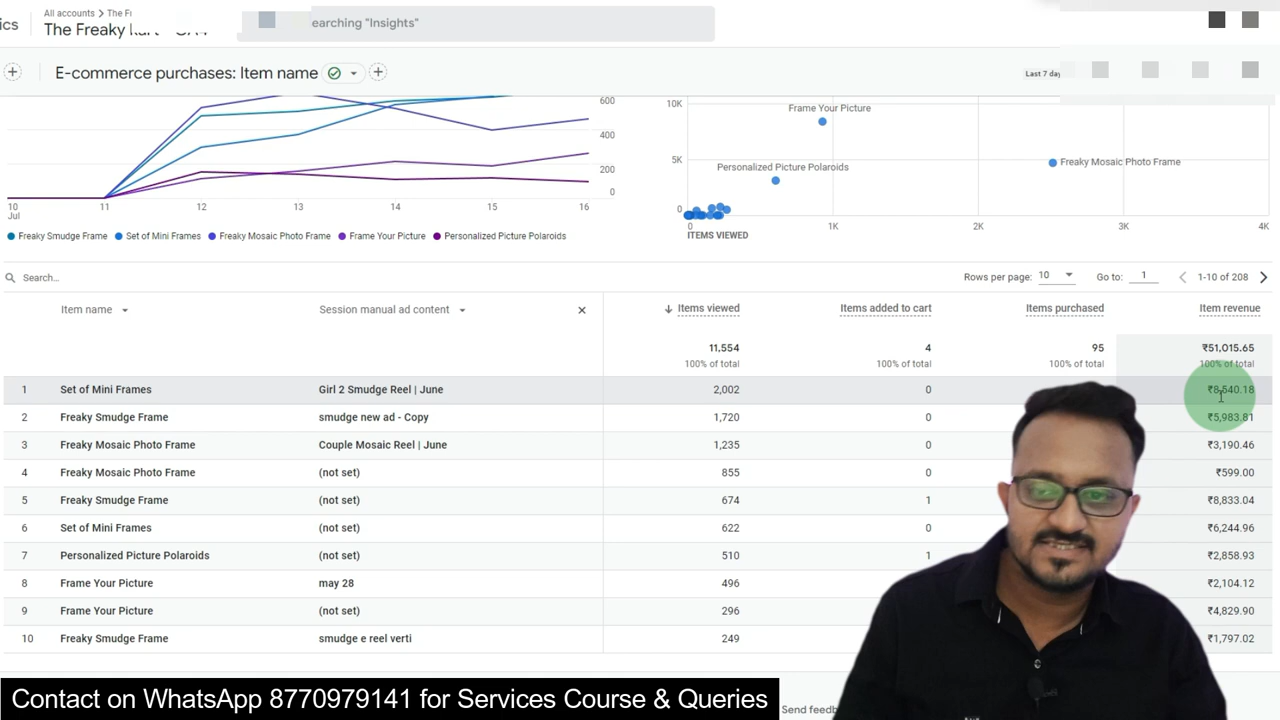 ics
All accounts > The Fr
The Freaky
Searching "Insights"
E-commerce purchases: Item name
Last 7 day
600
400
200
0
10
Jul
11
12
13
14
15
16
Freaky Smudge Frame Set of Mini Frames Freaky Mosaic Photo Frame Frame Your Picture Personalized Picture Polaroids
10K
5K
0
Frame Your Picture
Freaky Mosaic Photo Frame
Personalized Picture Polaroids
0 1K 2K 3K 4K
ITEMS VIEWED
Search...
Rows per page: 10 Go to: 1 1-10 of 208
Item name Session manual ad content Items viewed Items added to cart Items purchased Item revenue
11,554 4 95 ₹51,015.65
100% of total 100% of total 100% of total 100% of total
1 Set of Mini Frames Girl 2 Smudge Reel | June 2,002 0 ₹8,540.18
2 Freaky Smudge Frame smudge new ad - Copy 1,720 0 ₹5,983.81
3 Freaky Mosaic Photo Frame Couple Mosaic Reel | June 1,235 0 ₹3,190.46
4 Freaky Mosaic Photo Frame (not set) 855 0 ₹599.00
5 Freaky Smudge Frame (not set) 674 1 ₹8,833.04
6 Set of Mini Frames (not set) 622 0 ₹6,244.96
7 Personalized Picture Polaroids (not set) 510 1 ₹2,858.93
8 Frame Your Picture may 28 496 ₹2,104.12
9 Frame Your Picture (not set) 296 ₹4,829.90
10 Freaky Smudge Frame smudge e reel verti 249 ₹1,797.02
Contact on WhatsApp 8770979141 for Services Course & Queries
Send feedb